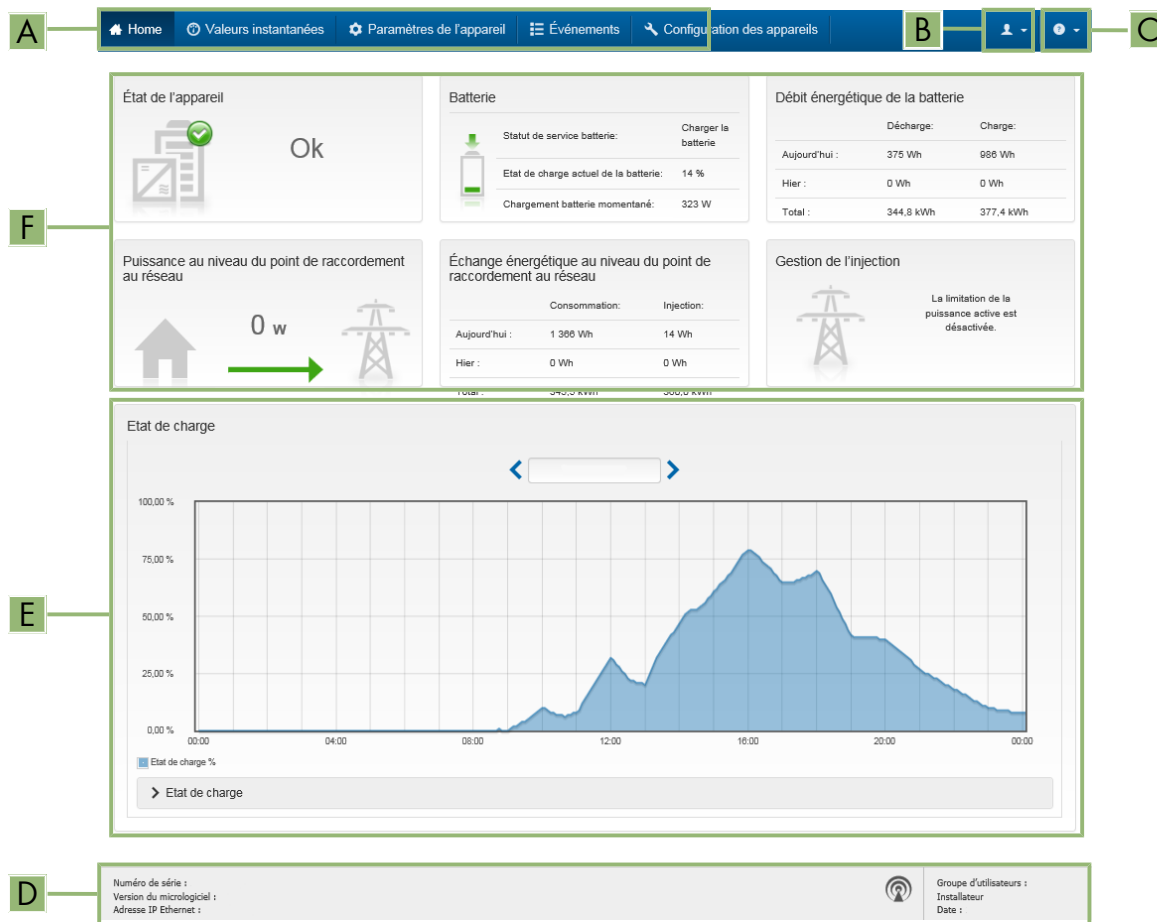 A
Home Valeurs instantanées Paramètres de l'appareil Événements Configuration des appareils
B
C
F
État de l'appareil
Ok
Batterie
Statut de service batterie: Charger la batterie
Etat de charge actuel de la batterie: 14 %
Chargement batterie momentané: 323 W
Débit énergétique de la batterie
Décharge: Charge:
Aujourd'hui : 375 Wh 986 Wh
Hier : 0 Wh 0 Wh
Total : 344,8 kWh 377,4 kWh
Puissance au niveau du point de raccordement
au réseau
0 w
Échange énergétique au niveau du point de
raccordement au réseau
Consommation: Injection:
Aujourd'hui : 1 366 Wh 14 Wh
Hier : 0 Wh 0 Wh
Total :
Gestion de l'injection
La limitation de la
puissance active est
désactivée.
E
Etat de charge
100,00 %
75,00 %
50,00 %
25,00 %
0,00 %
00:00 04:00 08:00 12:00 16:00 20:00 00:00
Etat de charge %
Etat de charge
D
Numéro de série :
Version du micrologiciel :
Adresse IP Ethernet :
Groupe d'utilisateurs :
Installateur
Date :